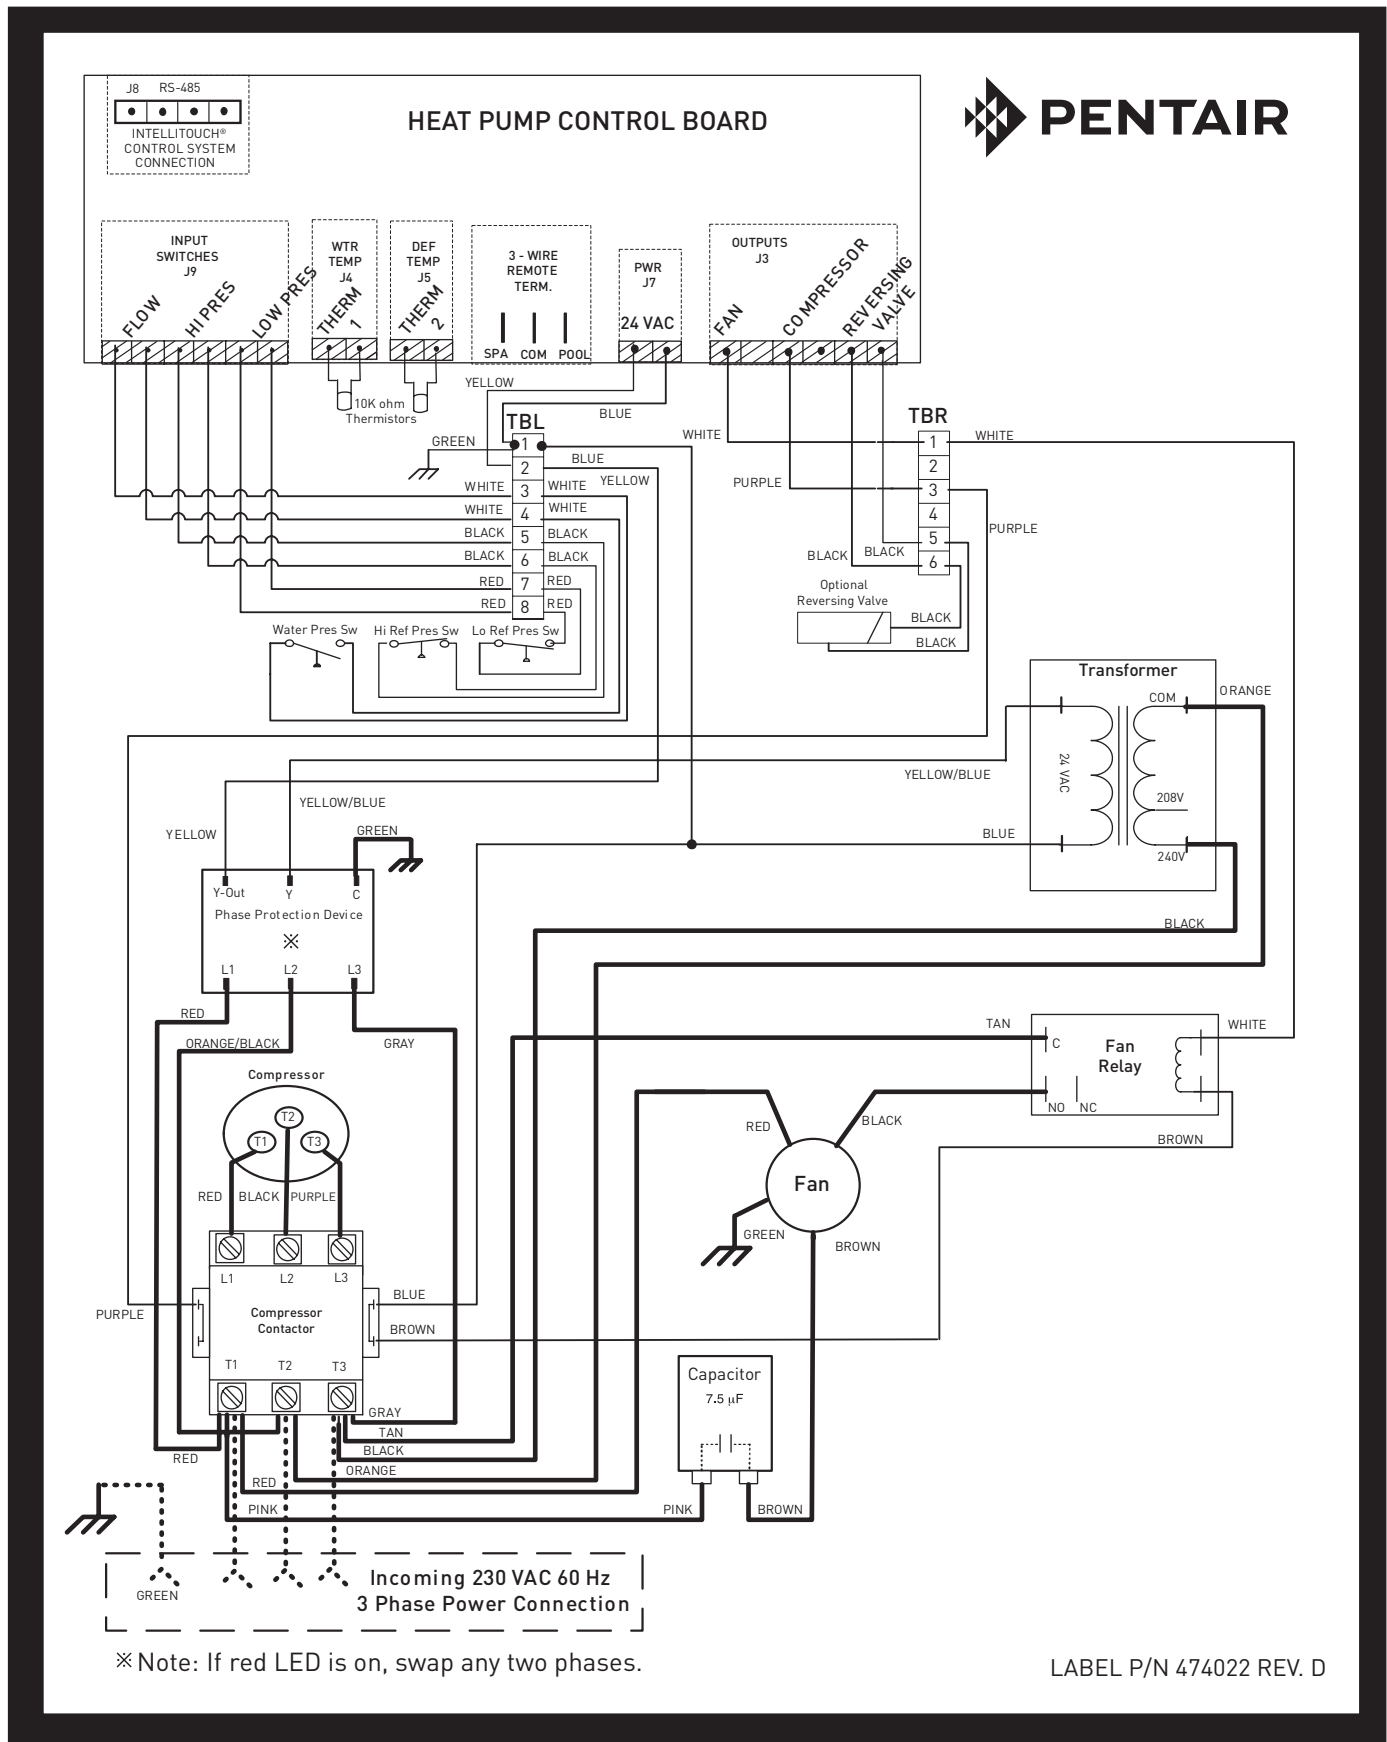 J8 RS-485
INTELLITOUCH®
CONTROL SYSTEM
CONNECTION
HEAT PUMP CONTROL BOARD
PENTAIR
INPUT
SWITCHES
J9
FLOW
HI PRES
LOW PRES
WTR
TEMP
J4
THERM
1
DEF
TEMP
J5
THERM
2
3 - WIRE
REMOTE
TERM.
SPA COM POOL
PWR
J7
24 VAC
OUTPUTS
J3
FAN
COMPRESSOR
REVERSING
VALVE
10K ohm
Thermistors
YELLOW
BLUE
TBL
GREEN
1
2
3
4
5
6
7
8
BLUE
YELLOW
WHITE WHITE
WHITE WHITE
BLACK BLACK
BLACK BLACK
RED RED
RED RED
Water Pres Sw
Hi Ref Pres Sw
Lo Ref Pres Sw
TBR
WHITE
WHITE
1
2
3
4
5
6
PURPLE
PURPLE
BLACK
BLACK
Optional
Reversing Valve
BLACK
BLACK
Transformer
COM
ORANGE
24 VAC
208V
240V
YELLOW/BLUE
YELLOW/BLUE
YELLOW
GREEN
BLUE
Y-Out
Y
C
Phase Protection Device
※
L1
L2
L3
BLACK
RED
ORANGE/BLACK
GRAY
TAN
C
Fan
Relay
NO
NC
WHITE
BROWN
Compressor
T2
T1
T3
RED
BLACK
PURPLE
RED
BLACK
Fan
GREEN
BROWN
L1
L2
L3
Compressor
Contactor
PURPLE
BLUE
BROWN
T1
T2
T3
Capacitor
7.5 µF
GRAY
TAN
BLACK
RED
ORANGE
RED
PINK
PINK
BROWN
GREEN
Incoming 230 VAC 60 Hz
3 Phase Power Connection
※Note: If red LED is on, swap any two phases.
LABEL P/N 474022 REV. D